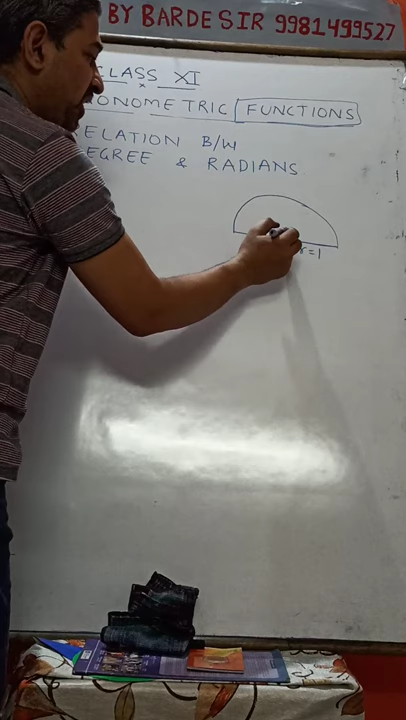 BY BARDE SIR 9981499527
CLASS XI
ONOMETRIC FUNCTIONS
ELATION B/W
EGREE & RADIANS
r=1